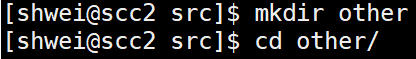 [shwei@scc2 src]$ mkdir other
[shwei@scc2 src]$ cd other/